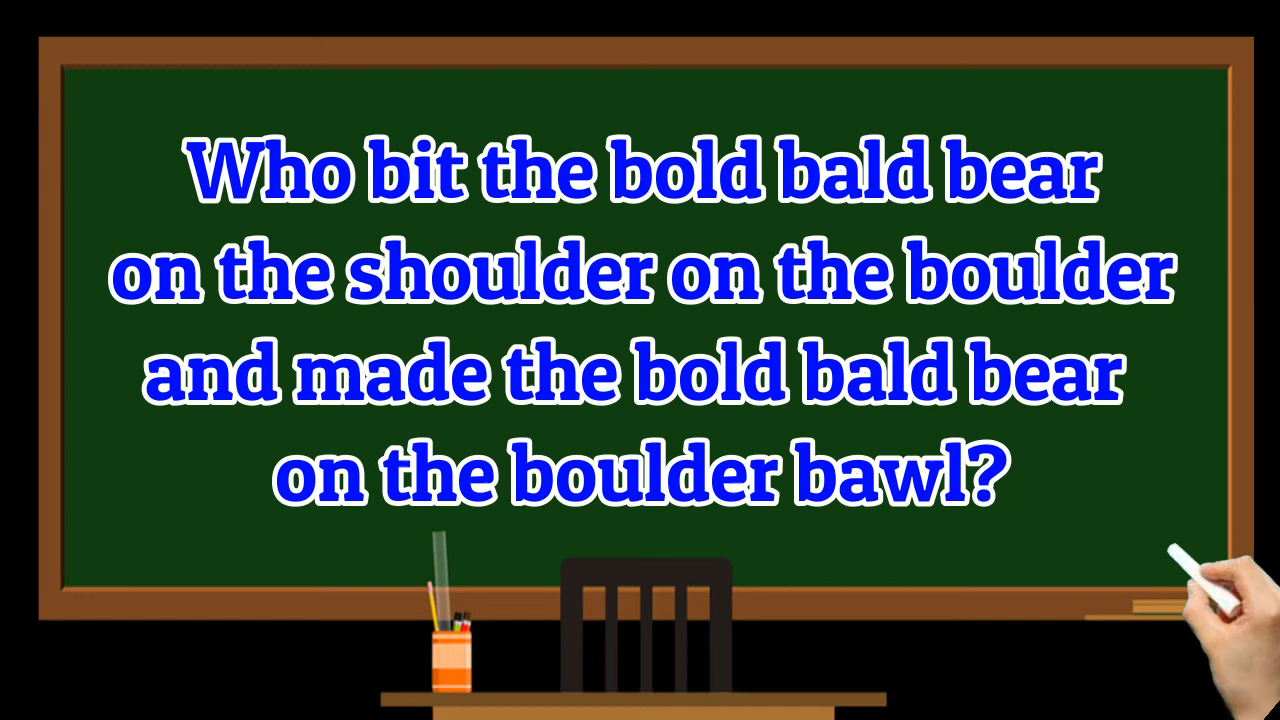 Who bit the bold bald bear
on the shoulder on the boulder
and made the bold bald bear
on the boulder bawl?